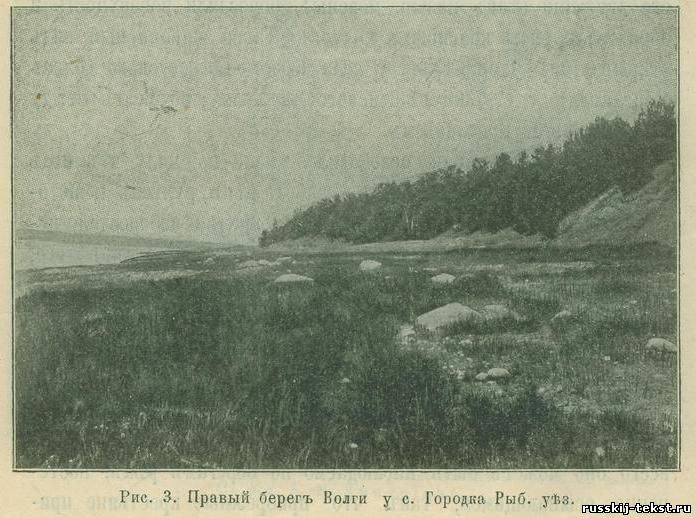 Рис. 3. Правый берегъ Волги у с. Городка Рыб. уѣз.
russkij-tekst.ru